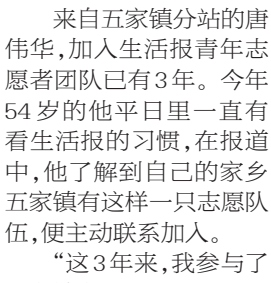 来自五家镇分站的唐
伟华,加入生活报青年志
愿者团队已有3年。今年
54岁的他平日里一直有
看生活报的习惯,在报道
中,他了解到自己的家乡
五家镇有这样一只志愿队
伍,便主动联系加入。
“这3年来,我参与了